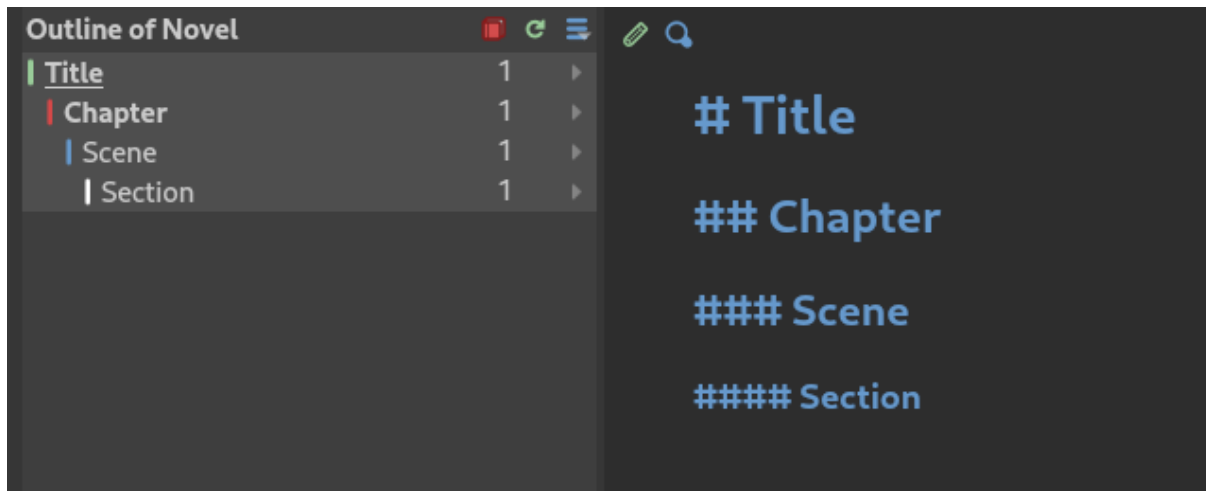 Outline of Novel
Title 1
Chapter 1
Scene 1
Section 1
# Title
## Chapter
### Scene
#### Section